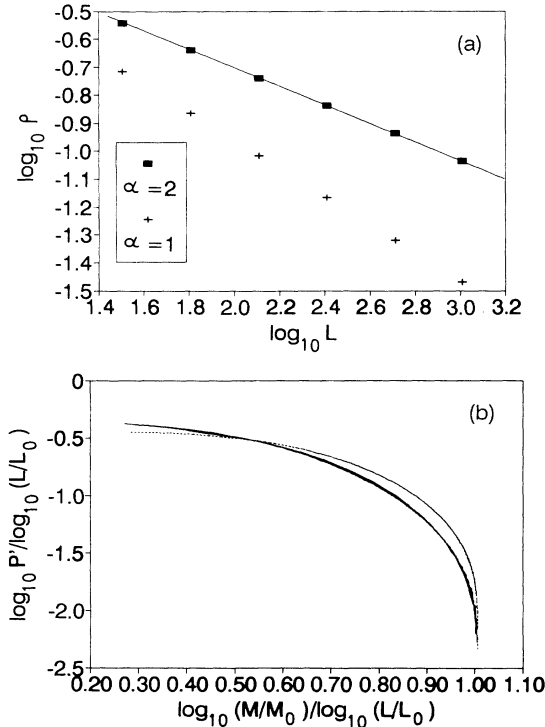 (a)
log₁₀ ρ
-0.5
-0.6
-0.7
-0.8
-0.9
-1.0
-1.1
-1.2
-1.3
-1.4
-1.5
α =2
α =1
1.4 1.6 1.8 2.0 2.2 2.4 2.6 2.8 3.0 3.2
log₁₀ L
(b)
log₁₀ P'/log₁₀ (L/L₀)
0
-0.5
-1.0
-1.5
-2.0
-2.5
0.20 0.30 0.40 0.50 0.60 0.70 0.80 0.90 1.00 1.10
log₁₀ (M/M₀)/log₁₀ (L/L₀)